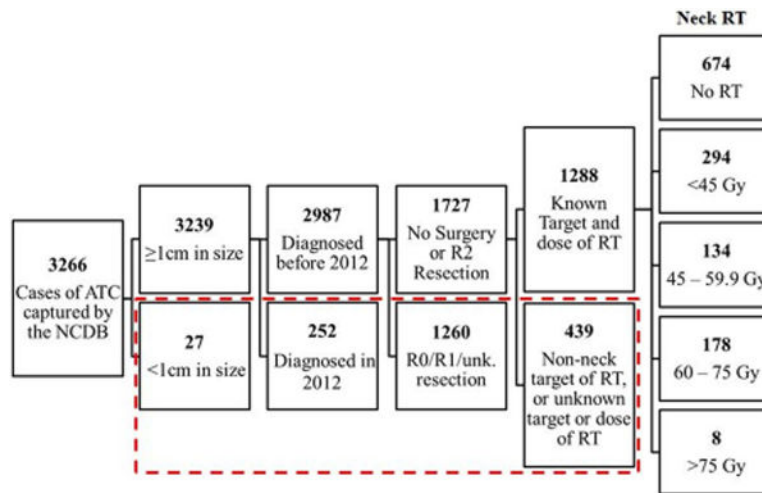 Neck RT
674
No RT
294
<45 Gy
134
45 – 59.9 Gy
178
60 – 75 Gy
8
>75 Gy
1288
Known
Target and
dose of RT
439
Non-neck
target of RT,
or unknown
target or dose
of RT
1727
No Surgery
or R2
Resection
1260
R0/R1/unk.
resection
2987
Diagnosed
before 2012
252
Diagnosed in
2012
3239
≥1cm in size
27
<1cm in size
3266
Cases of ATC
captured by
the NCDB